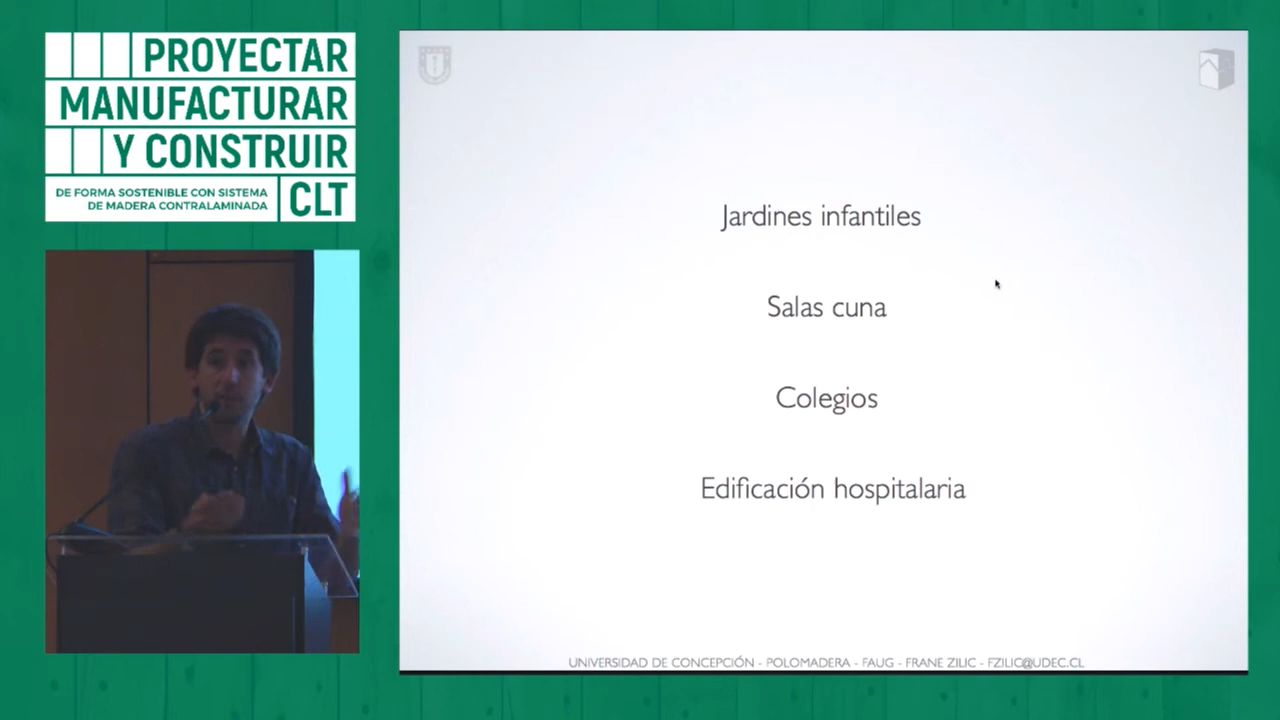 PROYECTAR
MANUFACTURAR
Y CONSTRUIR
DE FORMA SOSTENIBLE CON SISTEMA
DE MADERA CONTRALAMINADA
CLT
Jardines infantiles
Salas cuna
Colegios
Edificación hospitalaria
UNIVERSIDAD DE CONCEPCIÓN - POLOMADERA - FAUG - FRANE ZILIC - FZILIC@UDEC.CL